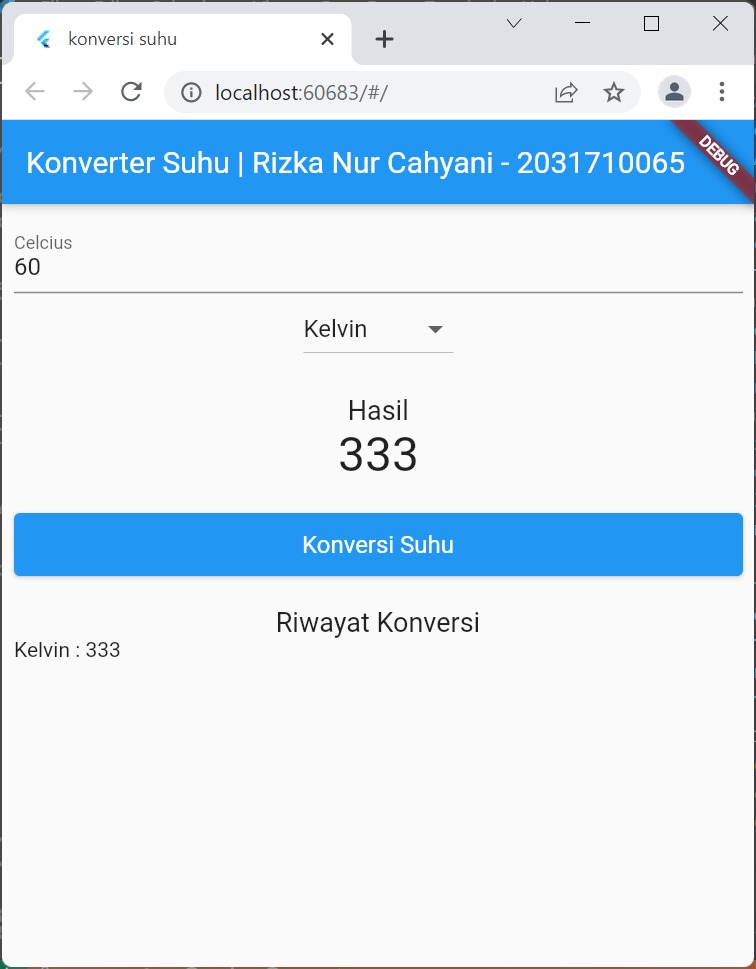 konversi suhu
localhost:60683/#/
Konverter Suhu | Rizka Nur Cahyani - 2031710065
DEBUG
Celcius
60
Kelvin
Hasil
333
Konversi Suhu
Riwayat Konversi
Kelvin : 333